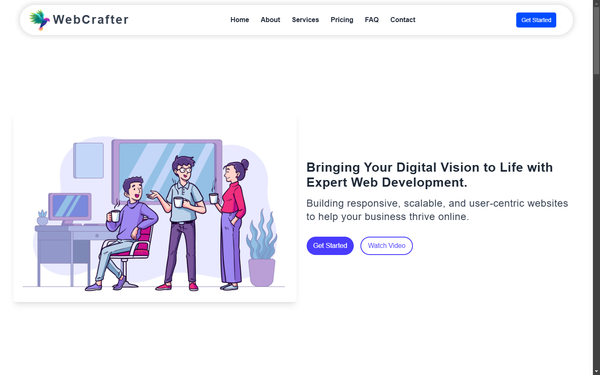 WebCrafter
Home About Services Pricing FAQ Contact
Get Started
Bringing Your Digital Vision to Life with
Expert Web Development.
Building responsive, scalable, and user-centric websites
to help your business thrive online.
Get Started Watch Video